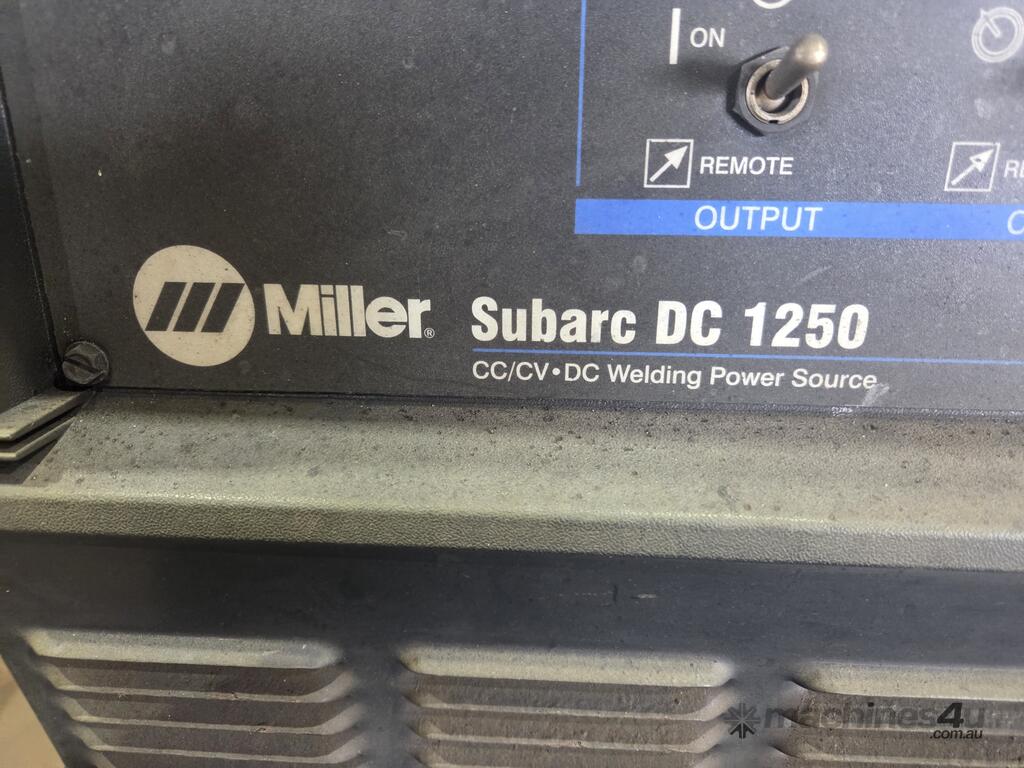 ON
REMOTE
OUTPUT
Miller®
Subarc DC 1250
CC/CV•DC Welding Power Source
machines4u
.com.au